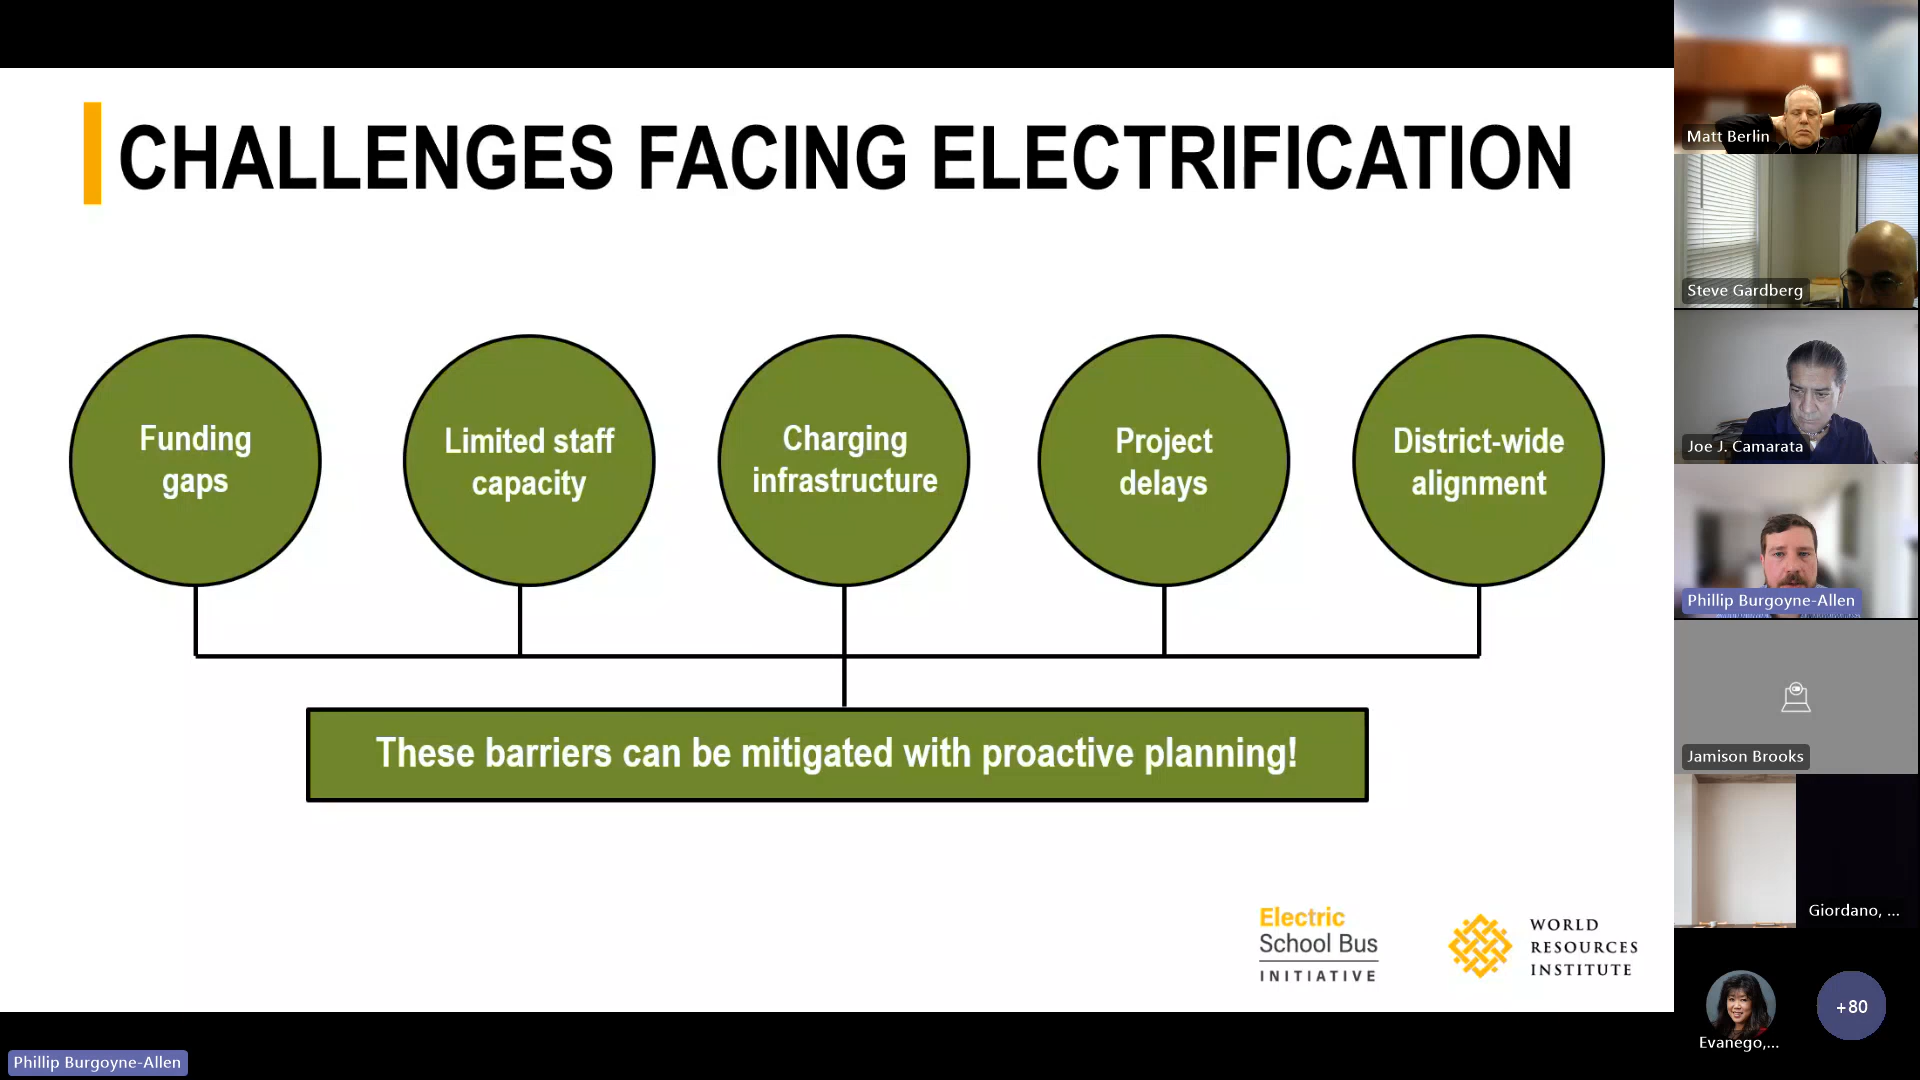 CHALLENGES FACING ELECTRIFICATION
Funding
gaps
Limited staff
capacity
Charging
infrastructure
Project
delays
District-wide
alignment
These barriers can be mitigated with proactive planning!
Electric
School Bus
INITIATIVE
WORLD
RESOURCES
INSTITUTE
Phillip Burgoyne-Allen
Matt Berlin
Steve Gardberg
Joe J. Camarata
Phillip Burgoyne-Allen
Jamison Brooks
Giordano, ...
Evanego,...
+80